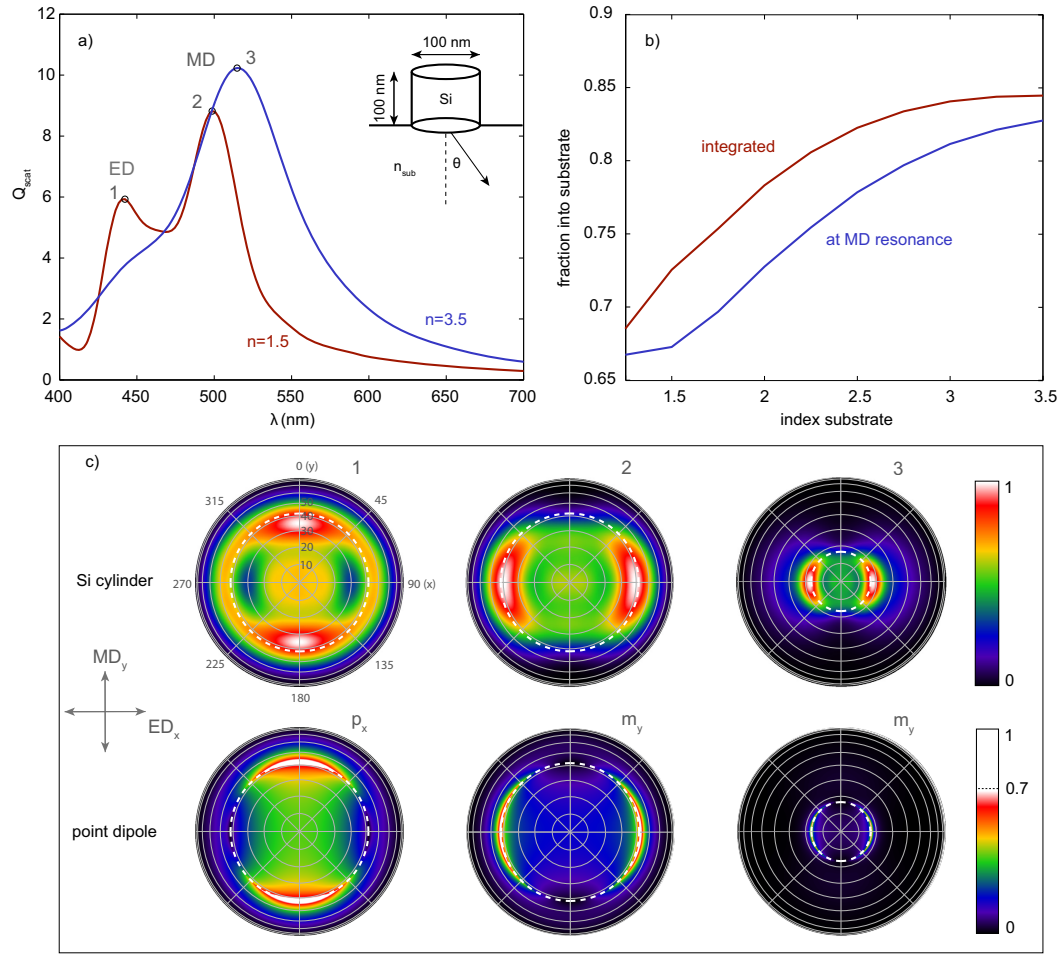 a)
Q_scat
12
10
8
6
4
2
0
400
450
500
550
600
650
700
λ (nm)
ED
1
MD
2
3
n=1.5
n=3.5
100 nm
100 nm
Si
n_sub
θ
b)
fraction into substrate
0.9
0.85
0.8
0.75
0.7
0.65
1.5
2
2.5
3
3.5
index substrate
integrated
at MD resonance
c)
1
2
3
Si cylinder
0 (y)
45
90 (x)
135
180
225
270
315
50
40
30
20
10
1
0
MD_y
ED_x
p_x
m_y
m_y
point dipole
1
0.7
0